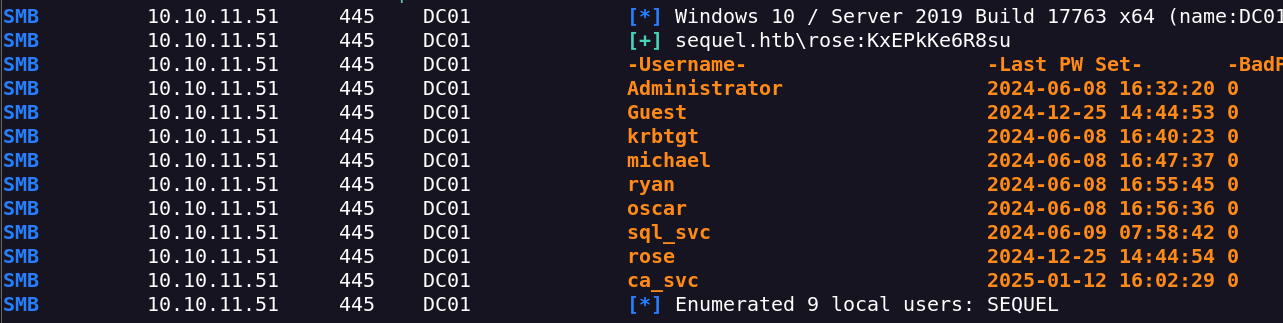 SMB 10.10.11.51 445 DC01 [*] Windows 10 / Server 2019 Build 17763 x64 (name:DC01
SMB 10.10.11.51 445 DC01 [+] sequel.htb\rose:KxEPkKe6R8su
SMB 10.10.11.51 445 DC01 -Username- -Last PW Set- -BadP
SMB 10.10.11.51 445 DC01 Administrator 2024-06-08 16:32:20 0
SMB 10.10.11.51 445 DC01 Guest 2024-12-25 14:44:53 0
SMB 10.10.11.51 445 DC01 krbtgt 2024-06-08 16:40:23 0
SMB 10.10.11.51 445 DC01 michael 2024-06-08 16:47:37 0
SMB 10.10.11.51 445 DC01 ryan 2024-06-08 16:55:45 0
SMB 10.10.11.51 445 DC01 oscar 2024-06-08 16:56:36 0
SMB 10.10.11.51 445 DC01 sql_svc 2024-06-09 07:58:42 0
SMB 10.10.11.51 445 DC01 rose 2024-12-25 14:44:54 0
SMB 10.10.11.51 445 DC01 ca_svc 2025-01-12 16:02:29 0
SMB 10.10.11.51 445 DC01 [*] Enumerated 9 local users: SEQUEL